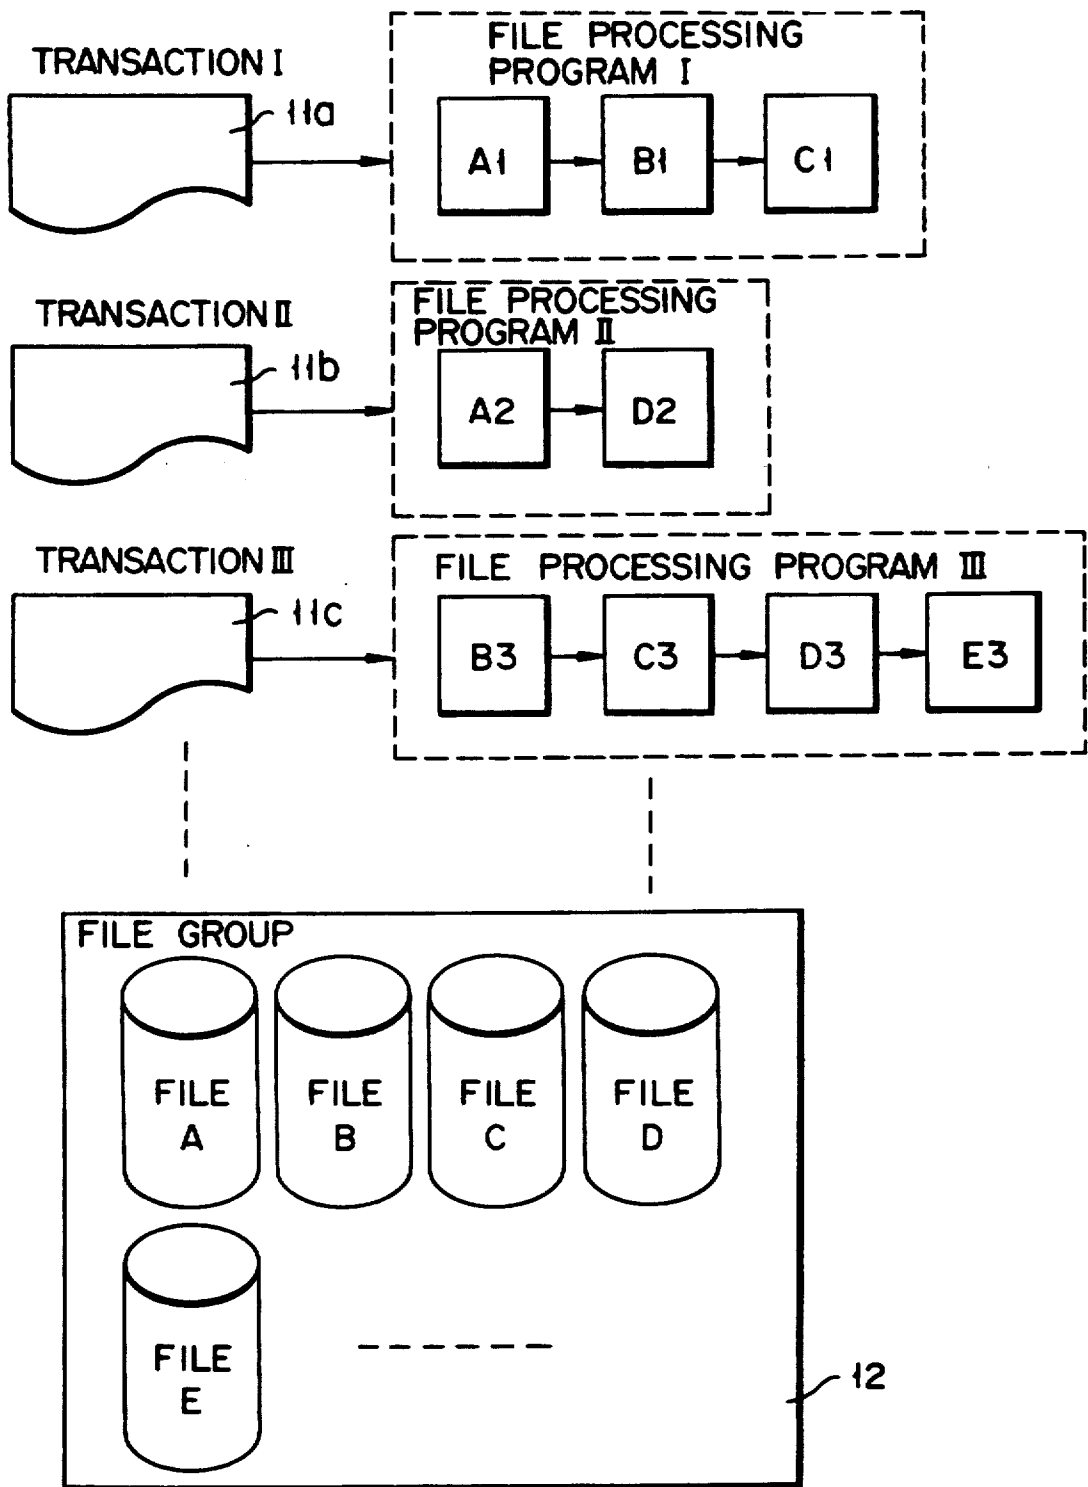 TRANSACTION I
11a
FILE PROCESSING
PROGRAM I
A1
B1
C1
TRANSACTION II
11b
FILE PROCESSING
PROGRAM II
A2
D2
TRANSACTION III
11c
FILE PROCESSING PROGRAM III
B3
C3
D3
E3
FILE GROUP
FILE
A
FILE
B
FILE
C
FILE
D
FILE
E
12